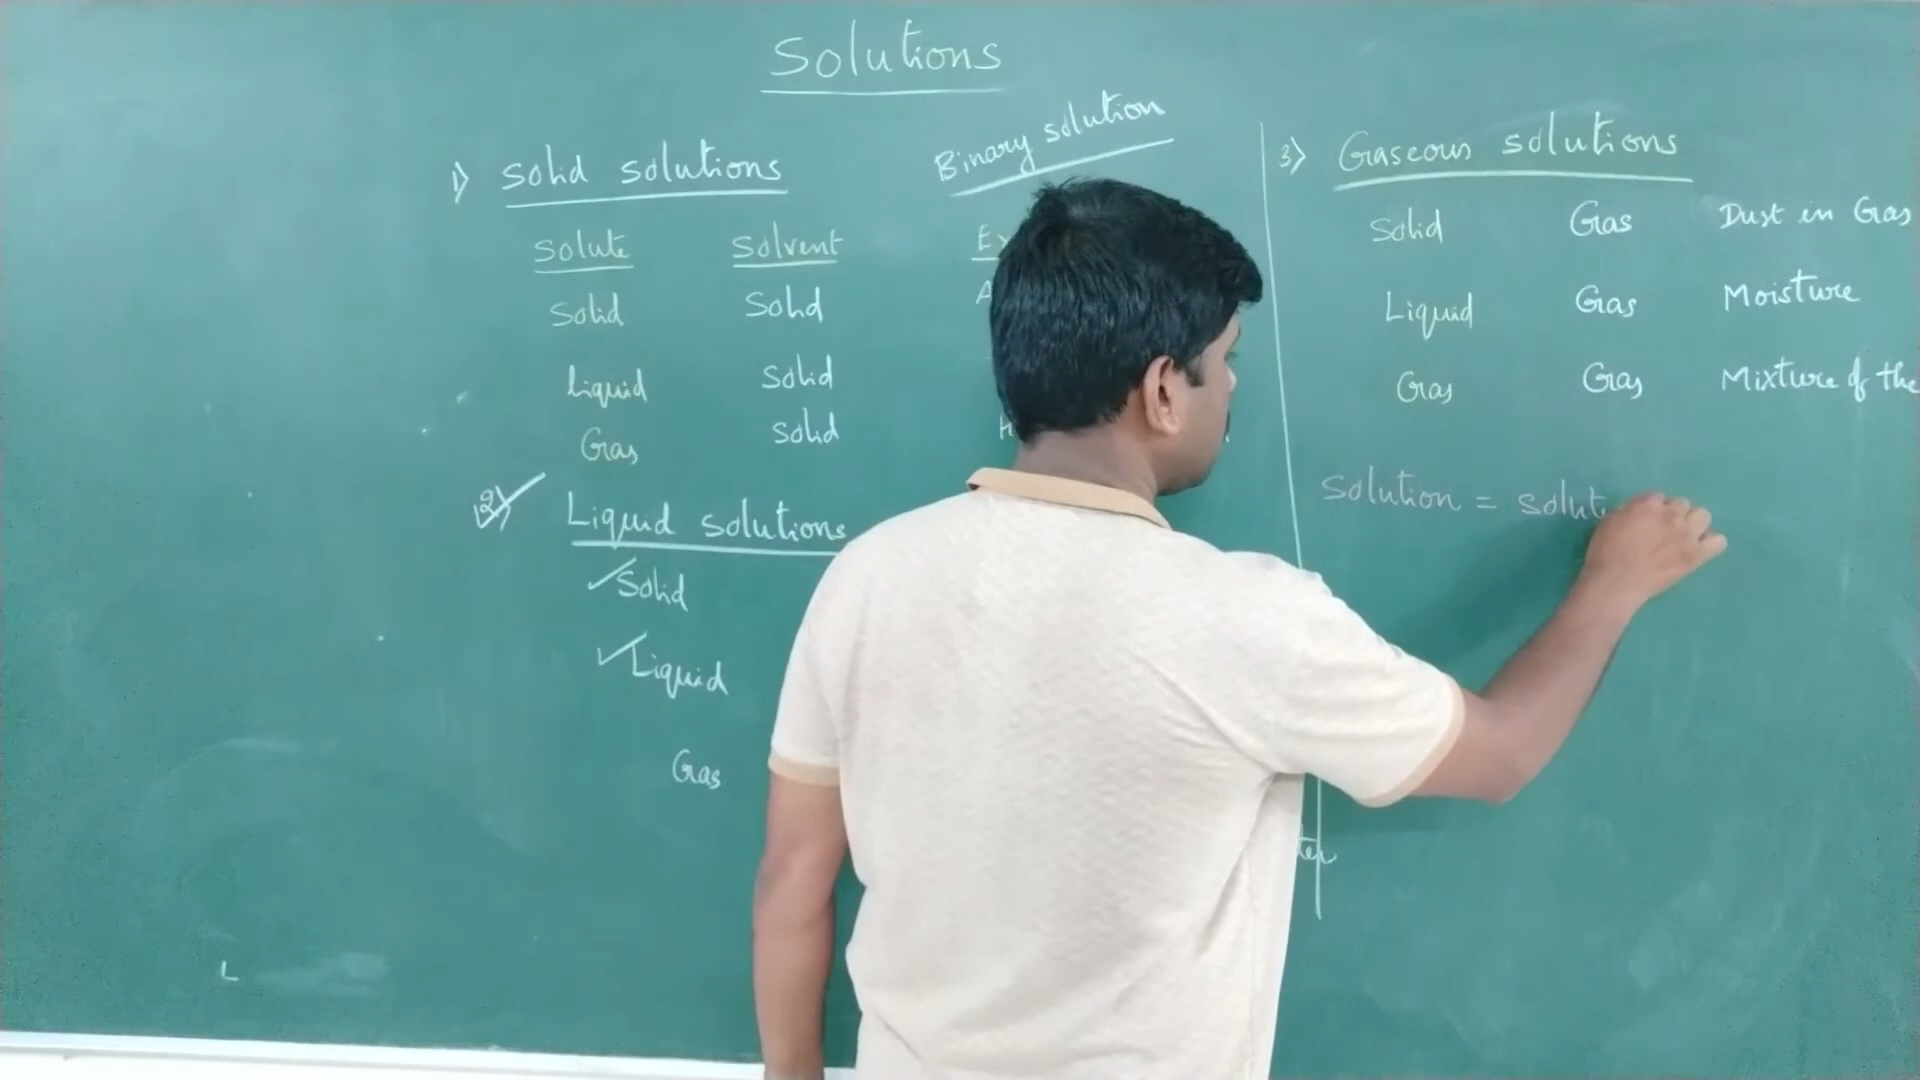 Solutions
Binary solution
1) Solid solutions
Solute Solvent
Solid Solid
Liquid Solid
Gas Solid
2) Liquid solutions
Solid
Liquid
Gas
3) Gaseous solutions
Solid Gas Dust in Gas
Liquid Gas Moisture
Gas Gas Mixture of the
Solution = Solut